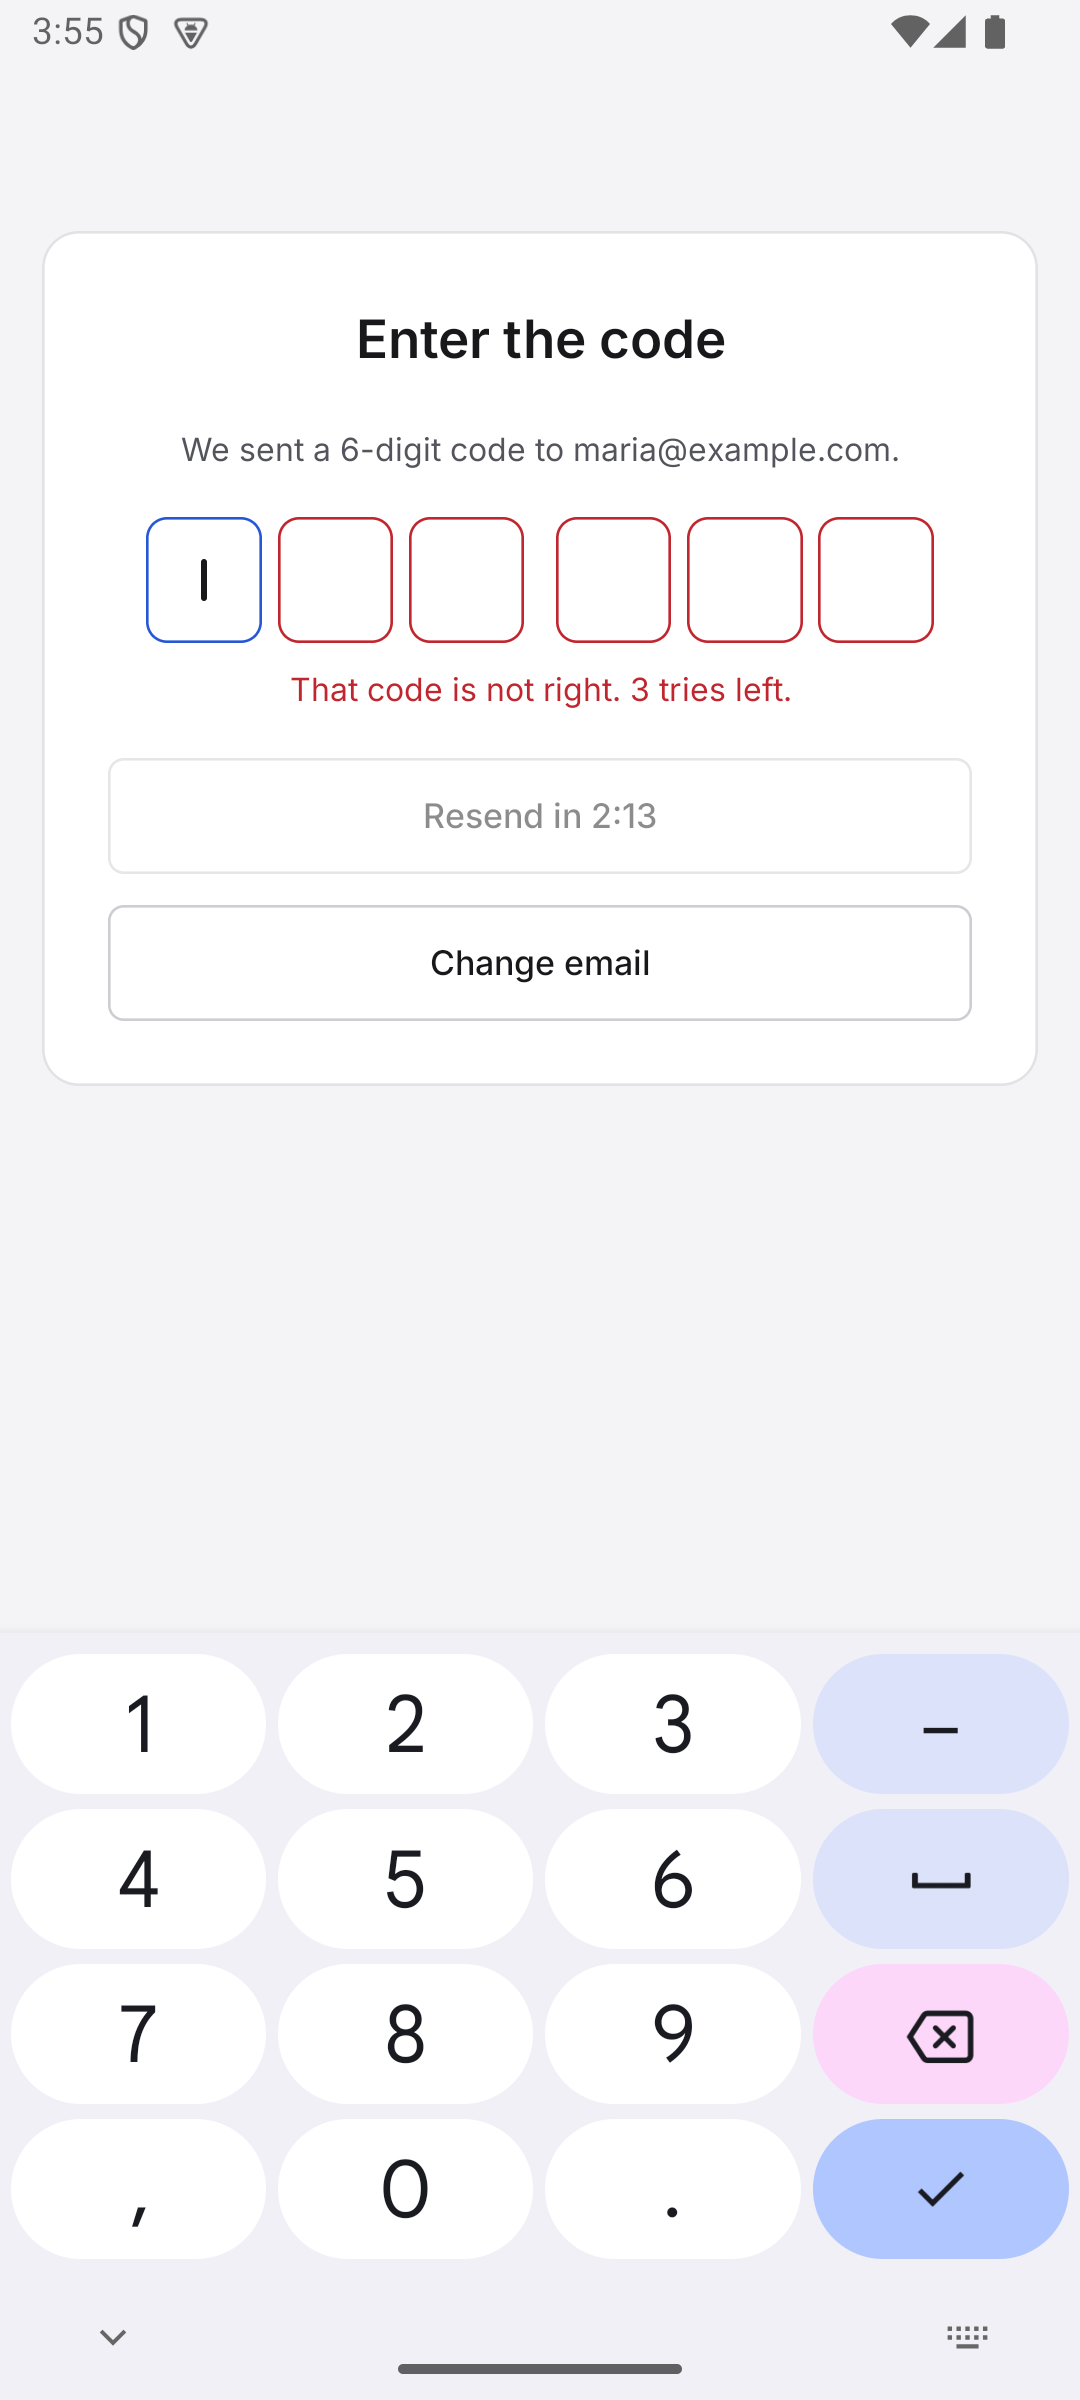 3:55
Enter the code
We sent a 6-digit code to maria@example.com.
That code is not right. 3 tries left.
Resend in 2:13
Change email
1 2 3 –
4 5 6
7 8 9
, 0 .